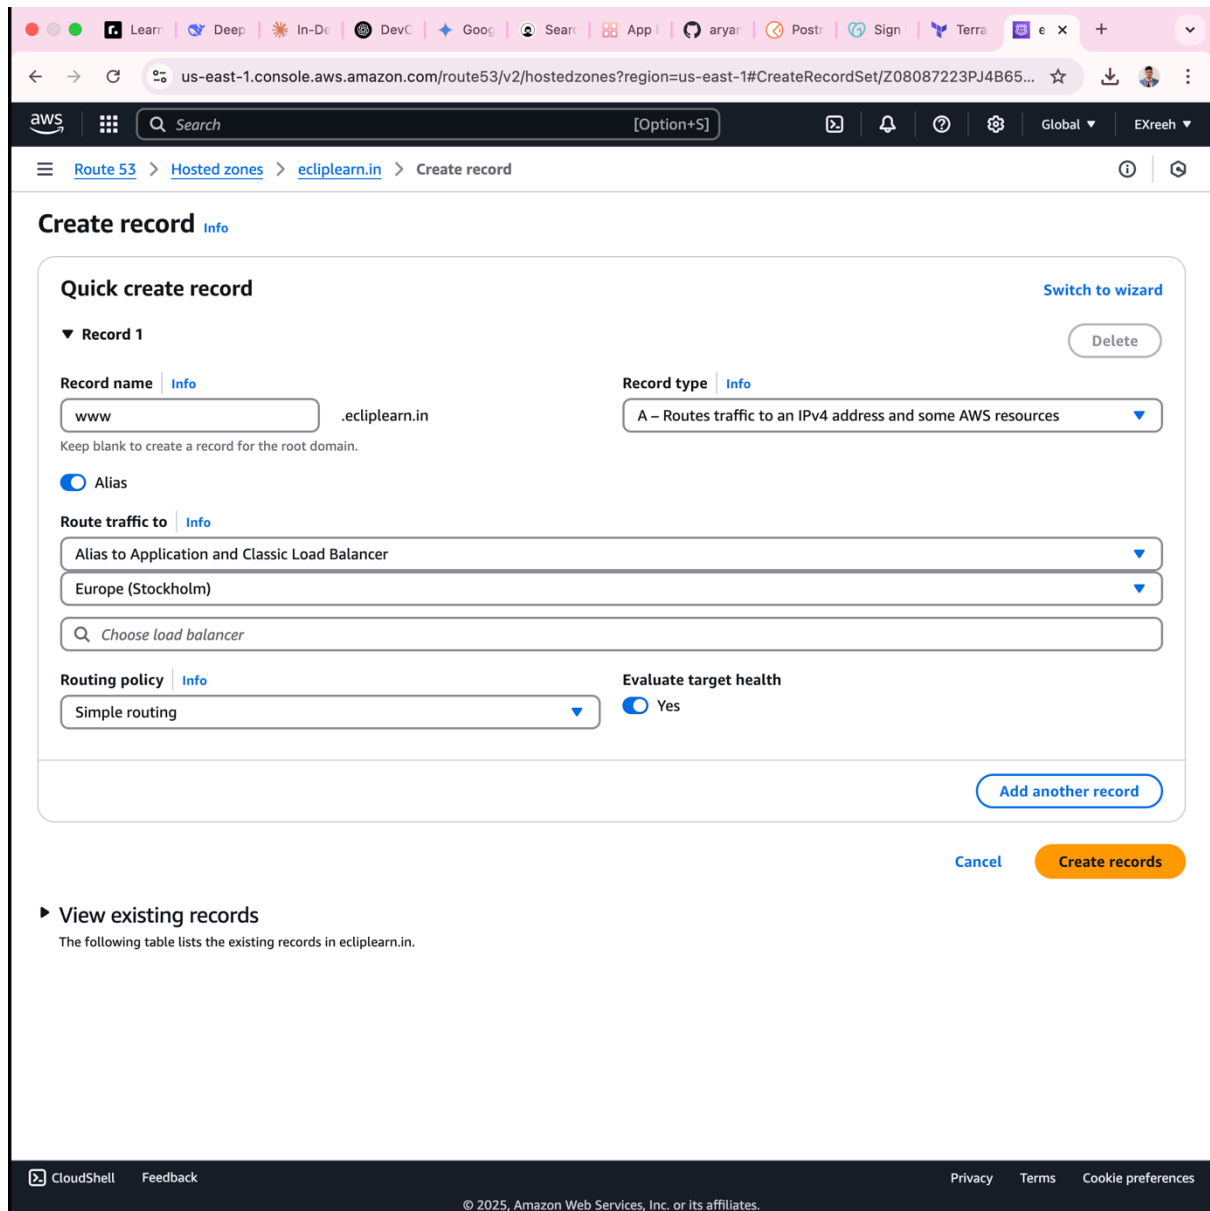 Learn Deep In-De DevC Goog Searc App aryar Postr Sign Terra e
us-east-1.console.aws.amazon.com/route53/v2/hostedzones?region=us-east-1#CreateRecordSet/Z08087223PJ4B65...
aws Search [Option+S] Global EXreeh
Route 53 > Hosted zones > ecliplearn.in > Create record
Create record Info
Quick create record
Switch to wizard
Record 1
Delete
Record name Info
Record type Info
www .ecliplearn.in
A – Routes traffic to an IPv4 address and some AWS resources
Keep blank to create a record for the root domain.
Alias
Route traffic to Info
Alias to Application and Classic Load Balancer
Europe (Stockholm)
Choose load balancer
Routing policy Info
Evaluate target health
Simple routing
Yes
Add another record
Cancel Create records
View existing records
The following table lists the existing records in ecliplearn.in.
CloudShell Feedback Privacy Terms Cookie preferences
© 2025, Amazon Web Services, Inc. or its affiliates.